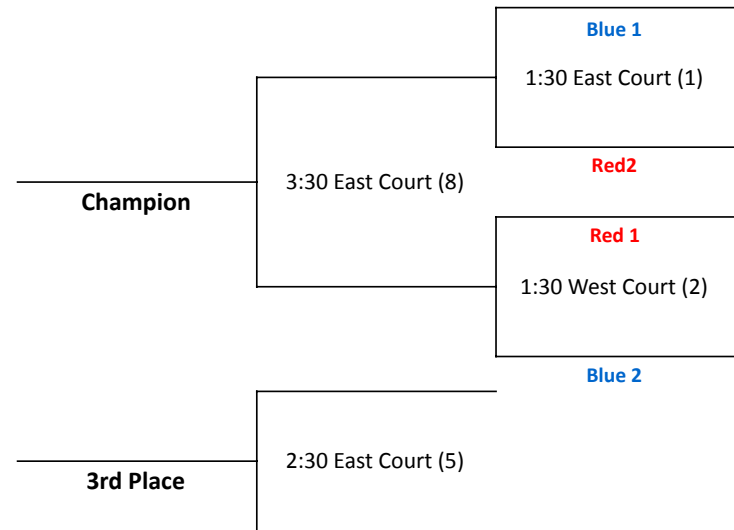 Blue 1
1:30 East Court (1)
Red2
3:30 East Court (8)
Champion
Red 1
1:30 West Court (2)
Blue 2
2:30 East Court (5)
3rd Place